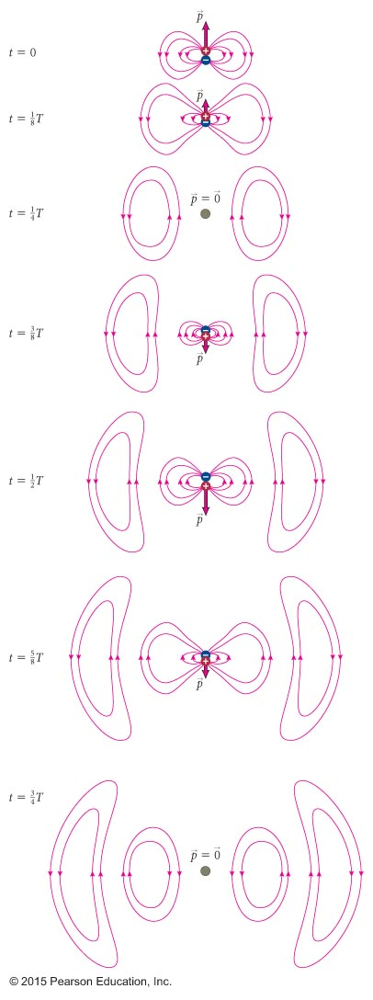 p⃗
t = 0
+
−
p⃗
t = ⅛T
+
−
p⃗ = 0⃗
t = ¼T
−
t = ⅜T
+
p⃗
−
t = ½T
+
p⃗
−
t = ⅝T
+
p⃗
t = ¾T
p⃗ = 0⃗
© 2015 Pearson Education, Inc.